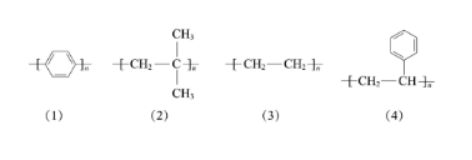 CH₃
-[-CH₂—C-]-ₙ
CH₃
-[-CH₂—CH₂-]-ₙ
-[-CH₂—CH-]-ₙ
-[- -]-ₙ
(1) (2) (3) (4)